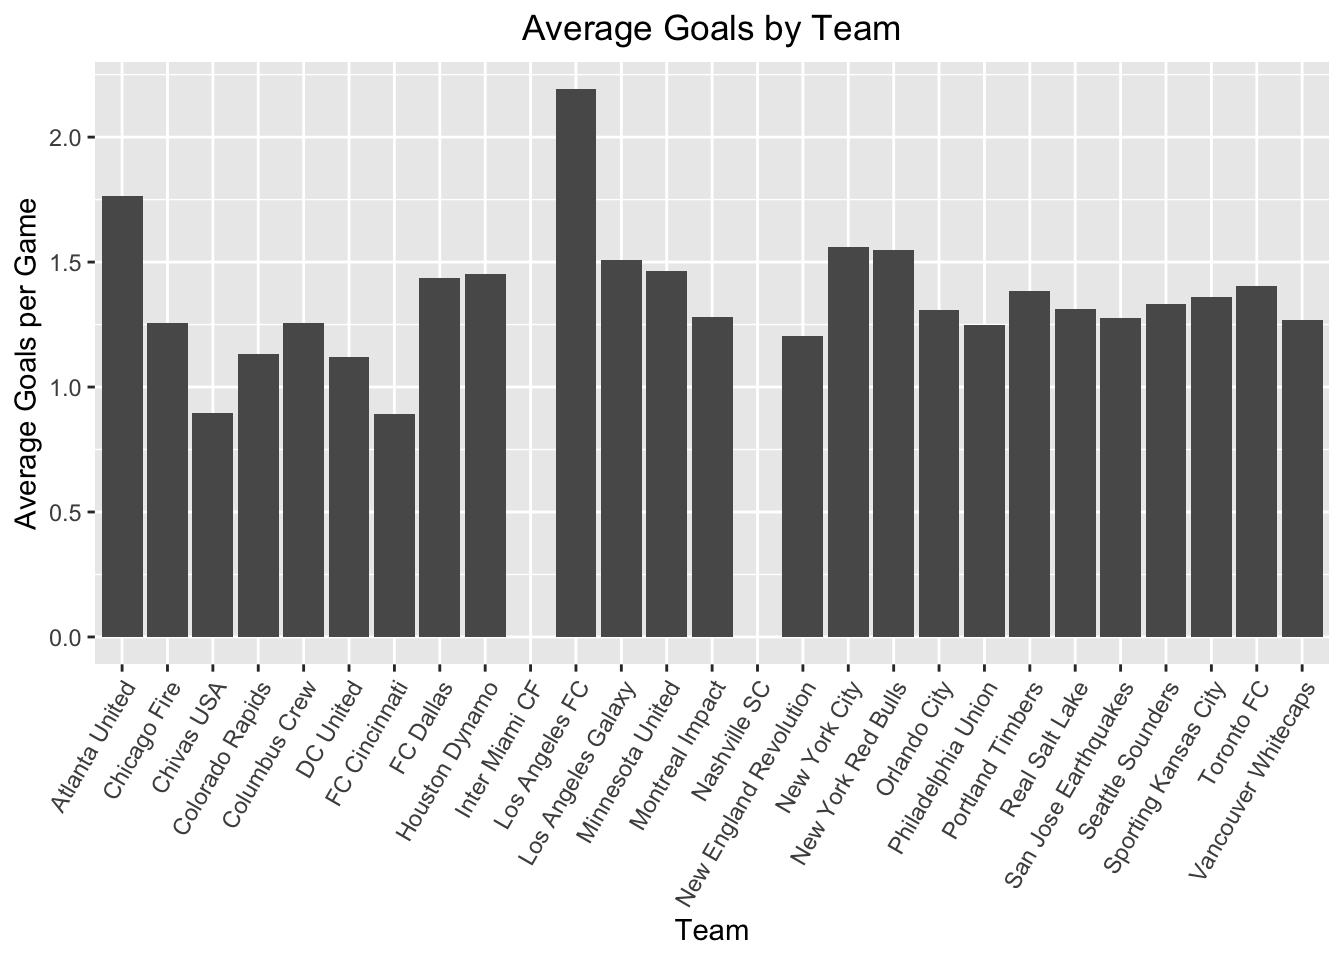 Average Goals by Team
Average Goals per Game
2.0
1.5
1.0
0.5
0.0
Atlanta United
Chicago Fire
Chivas USA
Colorado Rapids
Columbus Crew
DC United
FC Cincinnati
FC Dallas
Houston Dynamo
Inter Miami CF
Los Angeles FC
Los Angeles Galaxy
Minnesota United
Montreal Impact
Nashville SC
New England Revolution
New York City
New York Red Bulls
Orlando City
Philadelphia Union
Portland Timbers
Real Salt Lake
San Jose Earthquakes
Seattle Sounders
Sporting Kansas City
Toronto FC
Vancouver Whitecaps
Team